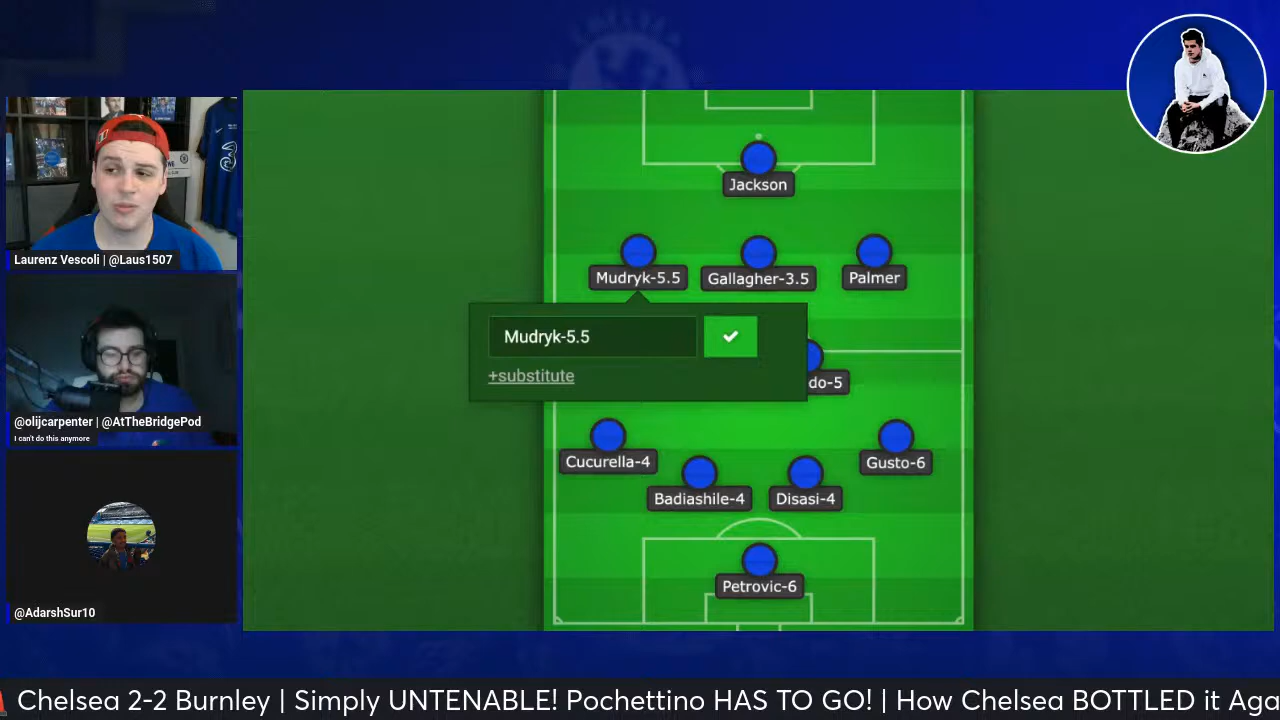 Laurenz Vescoli | @Laus1507
@olijcarpenter | @AtTheBridgePod
I can't do this anymore
@AdarshSur10
Jackson
Mudryk-5.5
Gallagher-3.5
Palmer
Mudryk-5.5
+substitute
do-5
Cucurella-4
Gusto-6
Badiashile-4
Disasi-4
Petrovic-6
Chelsea 2-2 Burnley | Simply UNTENABLE! Pochettino HAS TO GO! | How Chelsea BOTTLED it Aga